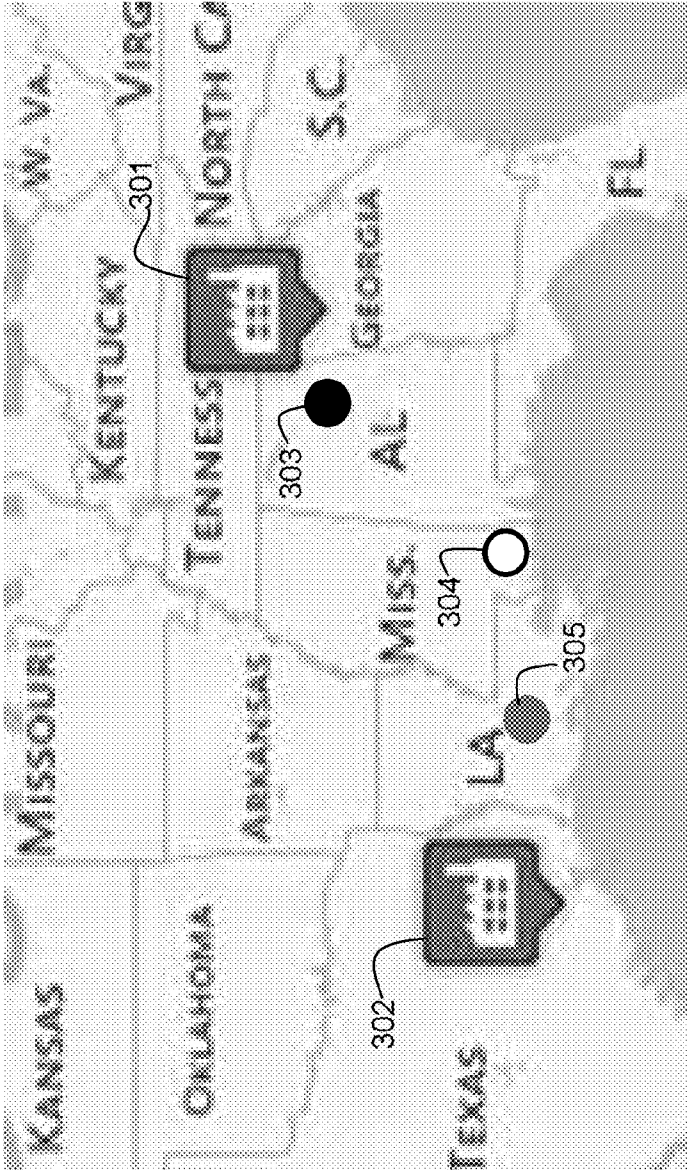 KANSAS
MISSOURI
W. VA.
KENTUCKY
VIRG
301
OKLAHOMA
TENNESS
NORTH CA
ARKANSAS
303
S.C.
GEORGIA
302
MISS.
AL
304
TEXAS
LA
305
FL